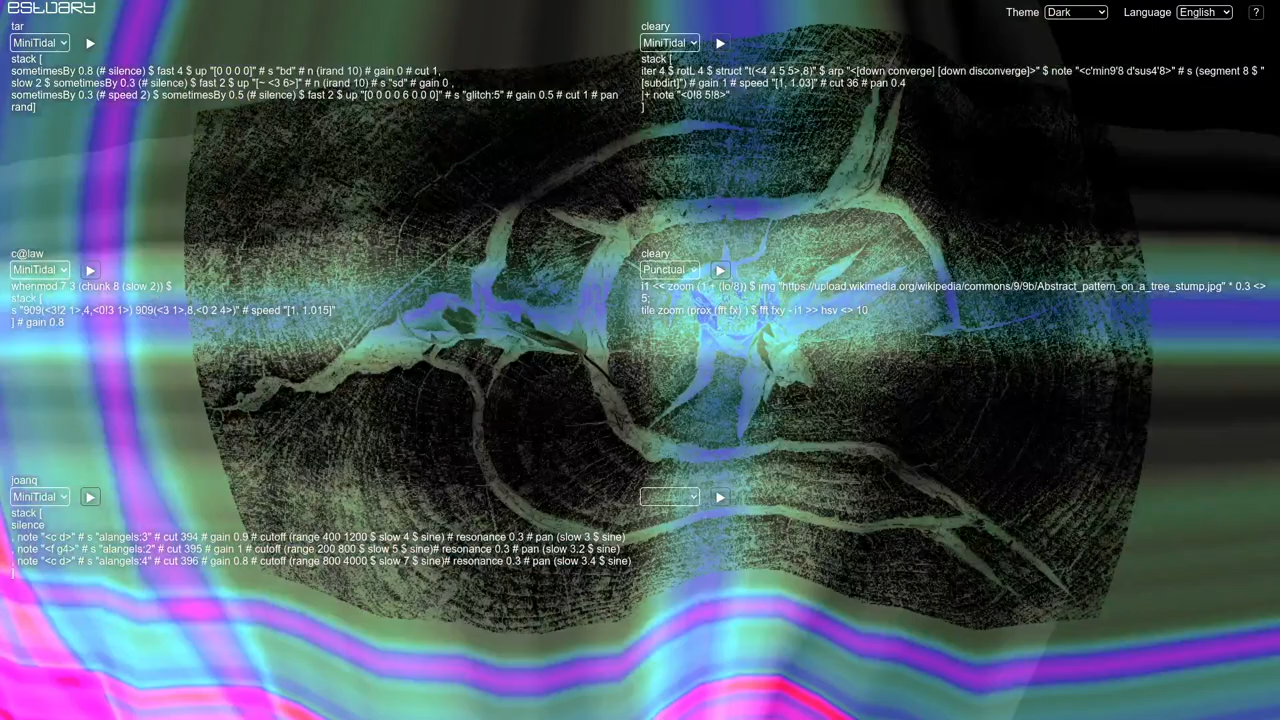 estuary
Theme Dark Language English ?
tar
MiniTidal
stack [
sometimesBy 0.8 (# silence) $ fast 4 $ up "[0 0 0 0]" # s "bd" # n (irand 10) # gain 0 # cut 1,
slow 2 $ sometimesBy 0.3 (# silence) $ fast 2 $ up "[~ <3 6>]" # n (irand 10) # s "sd" # gain 0 ,
sometimesBy 0.3 (# speed 2) $ sometimesBy 0.5 (# silence) $ fast 2 $ up "[0 0 0 0 6 0 0 0]" # s "glitch:5" # gain 0.5 # cut 1 # pan
rand]
cleary
MiniTidal
stack [
iter 4 $ rotL 4 $ struct "t(<4 4 5 5>,8)" $ arp "<[down converge] [down disconverge]>" $ note "<c'min9'8 d'sus4'8>" # s (segment 8 $ "
[subdirt]") # gain 1 # speed "[1, 1.03]" # cut 36 # pan 0.4
|+ note "<0!8 5!8>"
]
c@law
MiniTidal
whenmod 7 3 (chunk 8 (slow 2)) $
stack [
s "909(<3!2 1>,4,<0!3 1>) 909(<3 1>,8,<0 2 4>)" # speed "[1, 1.015]"
] # gain 0.8
cleary
Punctual
i1 << zoom (1 + (lo/8)) $ img "https://upload.wikimedia.org/wikipedia/commons/9/9b/Abstract_pattern_on_a_tree_stump.jpg" * 0.3 <>
5;
tile zoom (prox (fft fx) ) $ fft fxy - i1 >> hsv <> 10
joanq
MiniTidal
stack [
silence
, note "<c d>" # s "alangels:3" # cut 394 # gain 0.9 # cutoff (range 400 1200 $ slow 4 $ sine) # resonance 0.3 # pan (slow 3 $ sine)
, note "<f g4>" # s "alangels:2" # cut 395 # gain 1 # cutoff (range 200 800 $ slow 5 $ sine)# resonance 0.3 # pan (slow 3.2 $ sine)
, note "<c d>" # s "alangels:4" # cut 396 # gain 0.8 # cutoff (range 800 4000 $ slow 7 $ sine)# resonance 0.3 # pan (slow 3.4 $ sine)
]